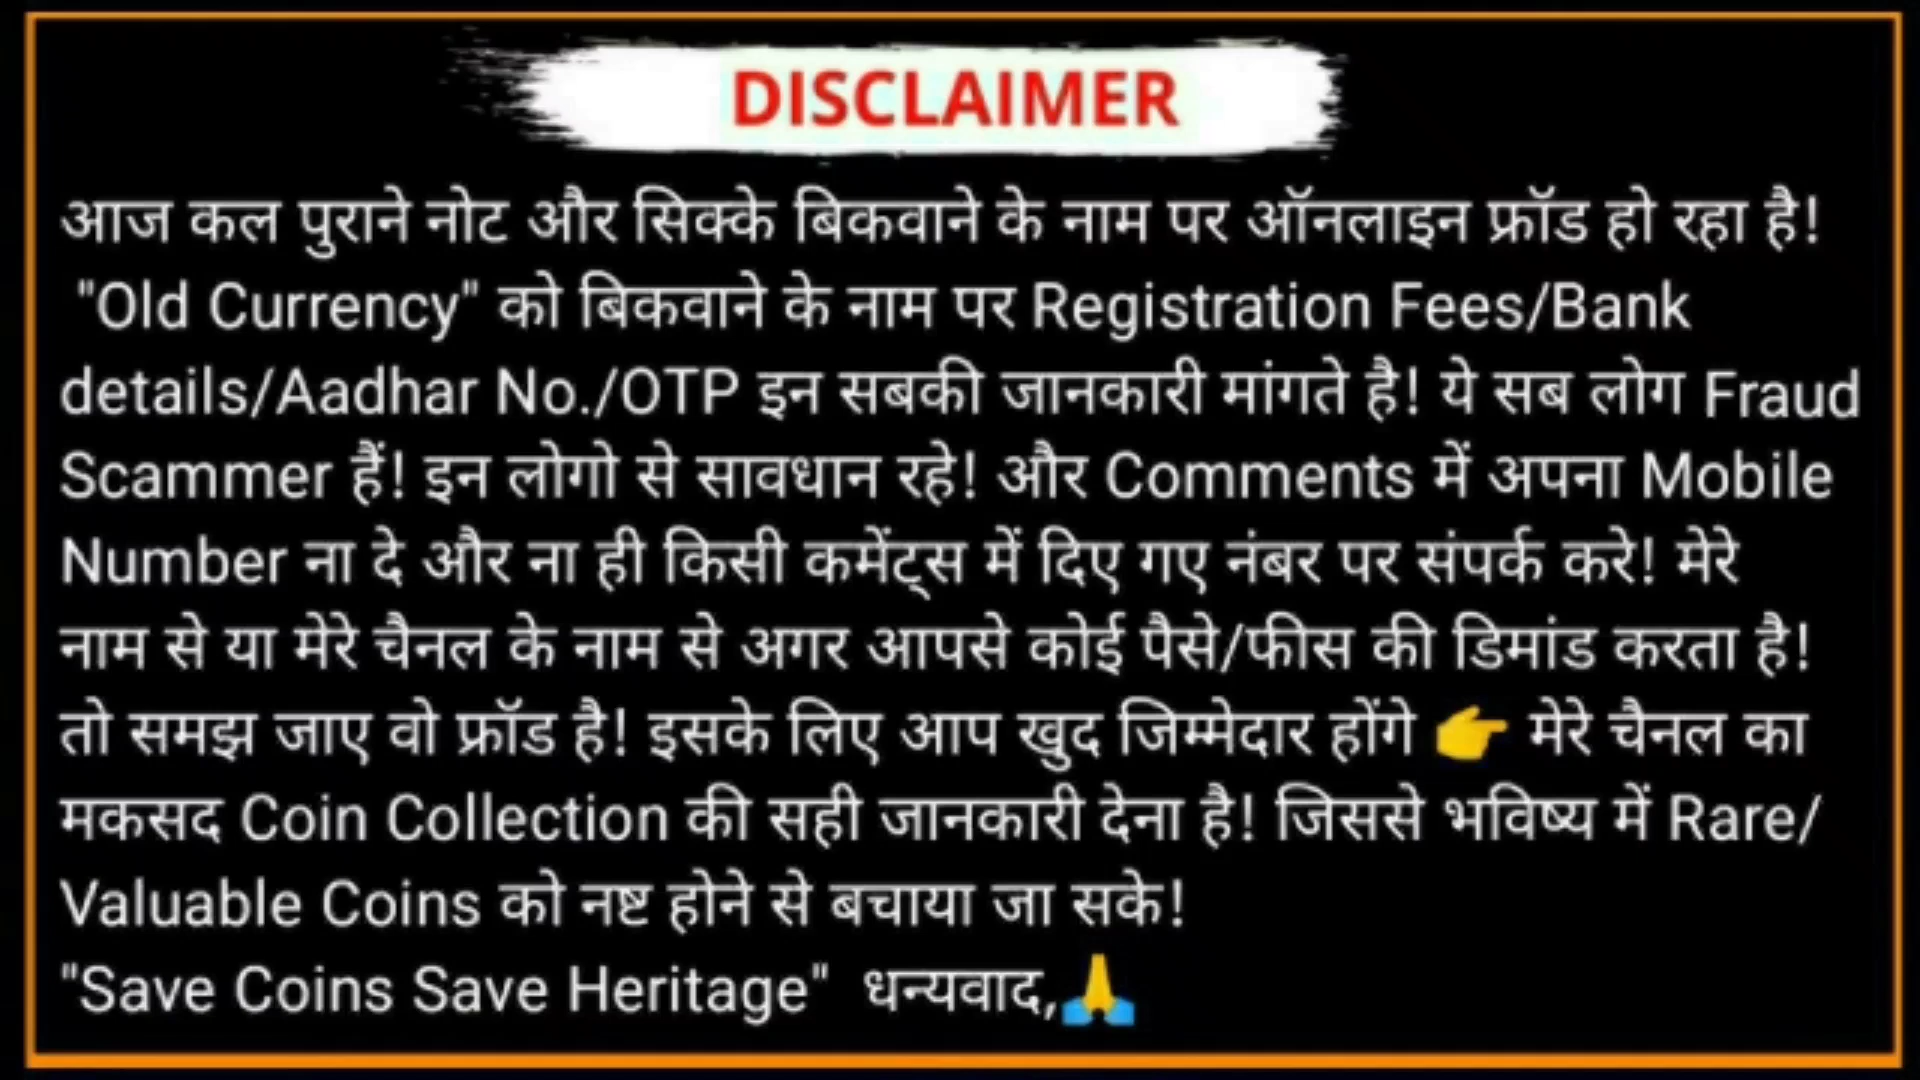 DISCLAIMER
आज कल पुराने नोट और सिक्के बिकवाने के नाम पर ऑनलाइन फ्रॉड हो रहा है!
"Old Currency" को बिकवाने के नाम पर Registration Fees/Bank
details/Aadhar No./OTP इन सबकी जानकारी मांगते है! ये सब लोग Fraud
Scammer हैं! इन लोगो से सावधान रहे! और Comments में अपना Mobile
Number ना दे और ना ही किसी कमेंट्स में दिए गए नंबर पर संपर्क करे! मेरे
नाम से या मेरे चैनल के नाम से अगर आपसे कोई पैसे/फीस की डिमांड करता है!
तो समझ जाए वो फ्रॉड है! इसके लिए आप खुद जिम्मेदार होंगे 👉 मेरे चैनल का
मकसद Coin Collection की सही जानकारी देना है! जिससे भविष्य में Rare/
Valuable Coins को नष्ट होने से बचाया जा सके!
"Save Coins Save Heritage" धन्यवाद,🙏